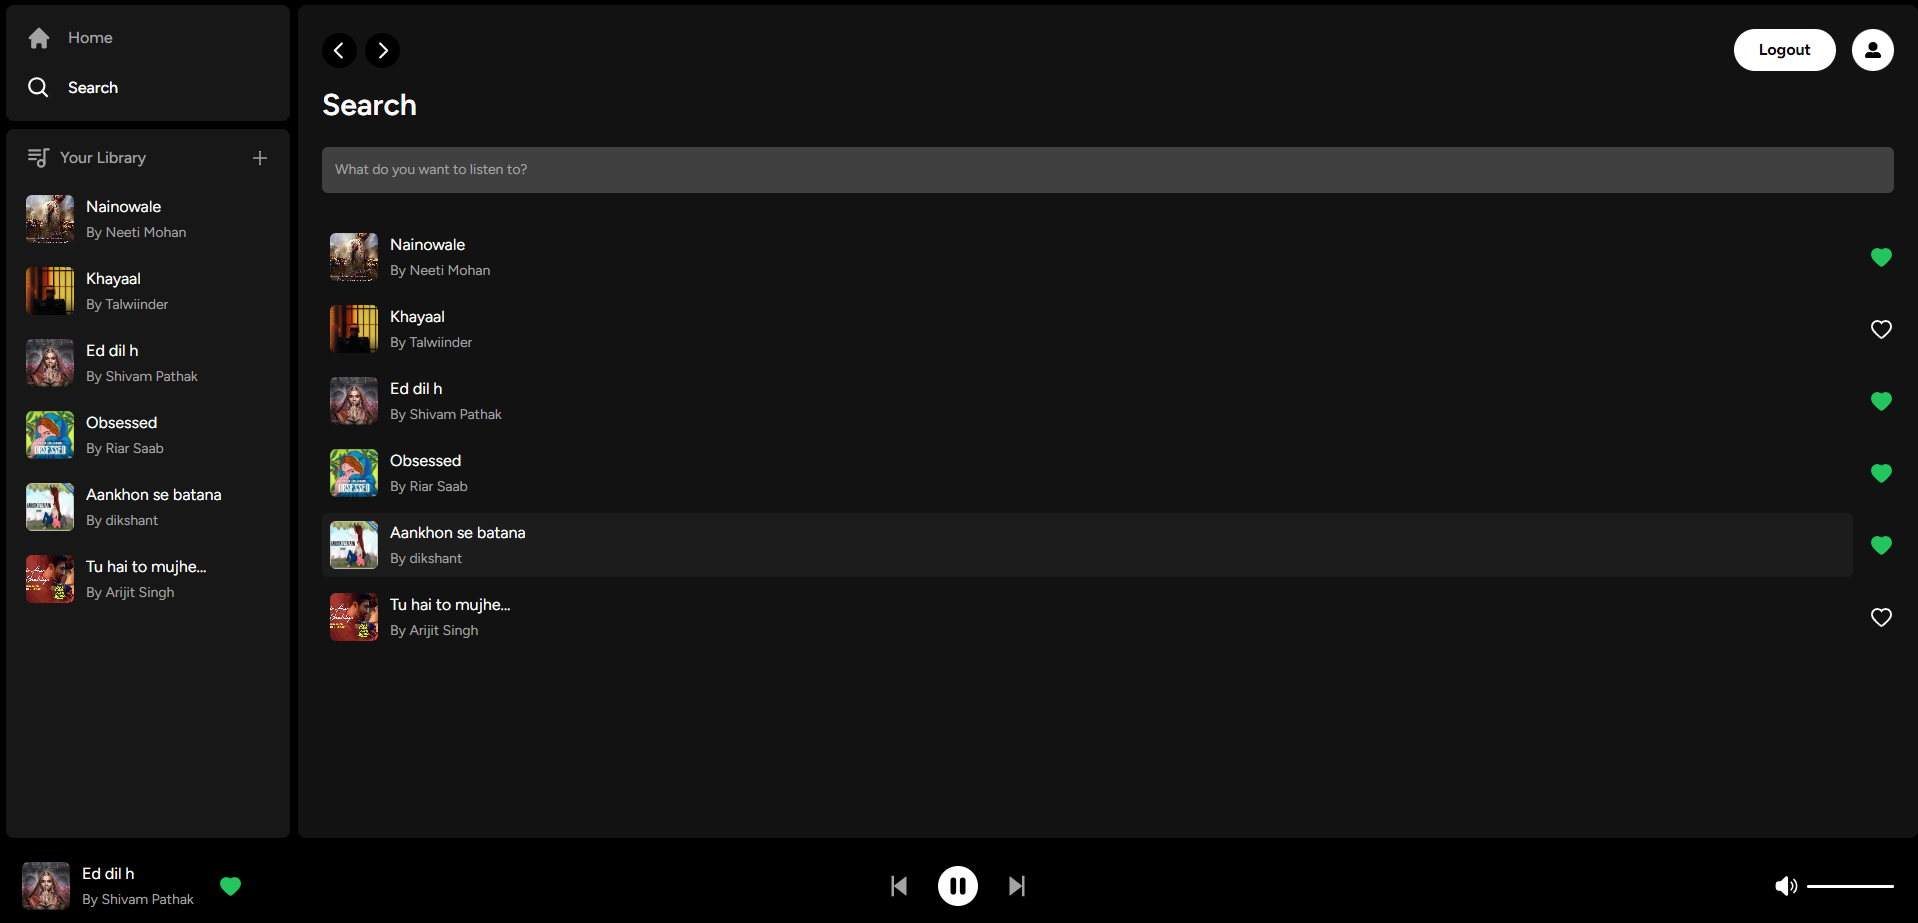 Home
Search
Your Library
Nainowale
By Neeti Mohan
Khayaal
By Talwiinder
Ed dil h
By Shivam Pathak
OBSESSED
Obsessed
By Riar Saab
Aankhon se batana
By dikshant
Tu hai to mujhe...
By Arijit Singh
Logout
Search
What do you want to listen to?
Nainowale
By Neeti Mohan
Khayaal
By Talwiinder
Ed dil h
By Shivam Pathak
OBSESSED
Obsessed
By Riar Saab
Aankhon se batana
By dikshant
Tu hai to mujhe...
By Arijit Singh
Ed dil h
By Shivam Pathak